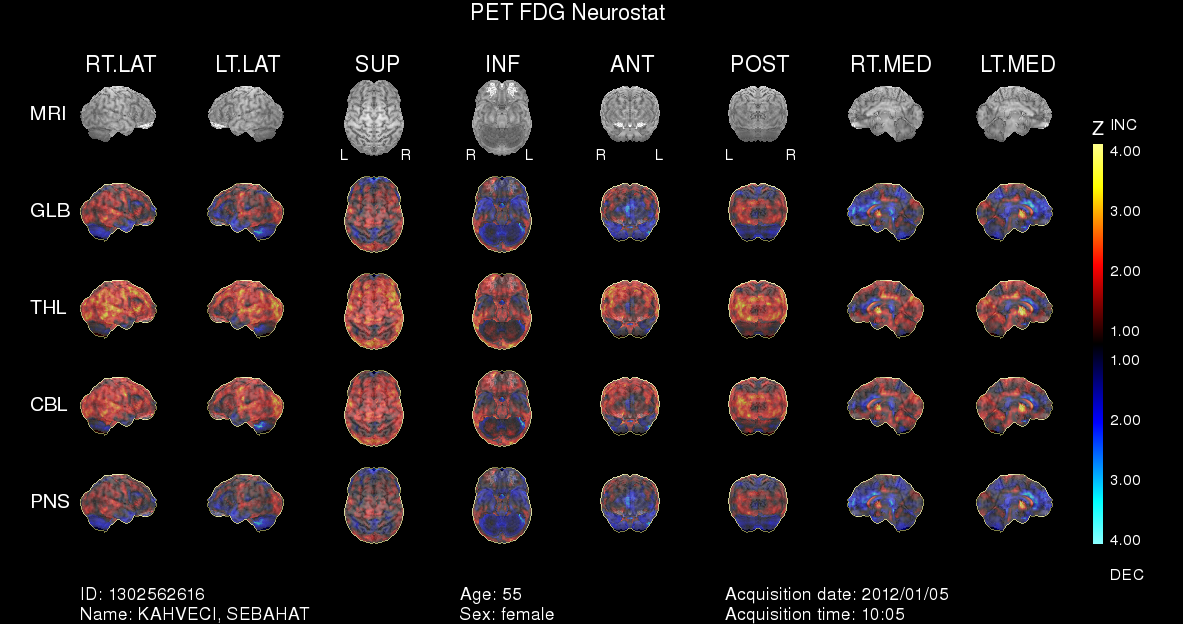 PET FDG Neurostat
RT.LAT LT.LAT SUP INF ANT POST RT.MED LT.MED
MRI
L R R L R L L R
Z INC
4.00
GLB
3.00
THL
2.00
1.00
1.00
CBL
2.00
3.00
PNS
4.00
DEC
ID: 1302562616 Age: 55 Acquisition date: 2012/01/05
Name: KAHVECI, SEBAHAT Sex: female Acquisition time: 10:05